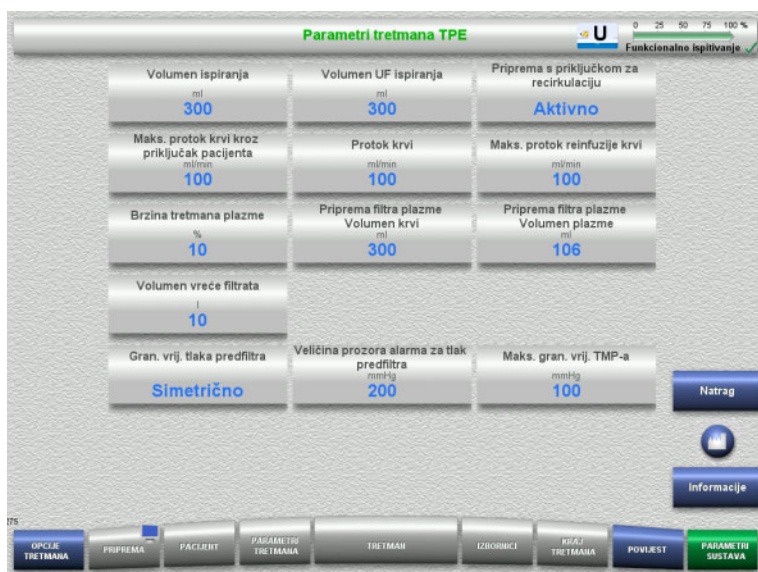 Parametri tretmana TPE
U
0 25 50 75 100 %
Funkcionalno ispitivanje
Volumen ispiranja
ml
300
Volumen UF ispiranja
ml
300
Priprema s priključkom za
recirkulaciju
Aktivno
Maks. protok krvi kroz
priključak pacijenta
ml/min
100
Protok krvi
ml/min
100
Maks. protok reinfuzije krvi
ml/min
100
Brzina tretmana plazme
%
10
Priprema filtra plazme
Volumen krvi
ml
300
Priprema filtra plazme
Volumen plazme
ml
106
Volumen vreće filtrata
l
10
Gran. vrij. tlaka predfiltra
Simetrično
Veličina prozora alarma za tlak
predfiltra
mmHg
200
Maks. gran. vrij. TMP-a
mmHg
100
Natrag
Informacije
275
OPCIJE
TRETMANA
PRIPREMA
PACIJENT
PARAMETRI
TRETMANA
TRETMAN
IZBORNICI
KRAJ
TRETMANA
POVIJEST
PARAMETRI
SUSTAVA